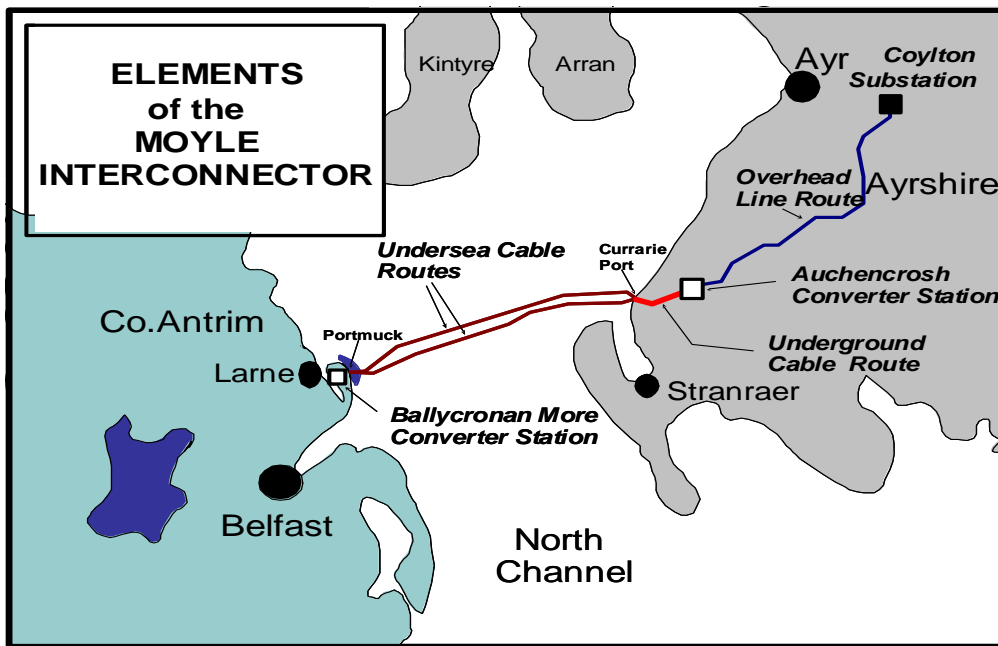 ELEMENTS
of the
MOYLE
INTERCONNECTOR
Kintyre
Arran
Ayr
Coylton
Substation
Overhead
Line Route
Ayrshire
Undersea Cable
Routes
Currarie
Port
Auchencrosh
Converter Station
Co.Antrim
Portmuck
Underground
Cable Route
Larne
Stranraer
Ballycronan More
Converter Station
Belfast
North
Channel